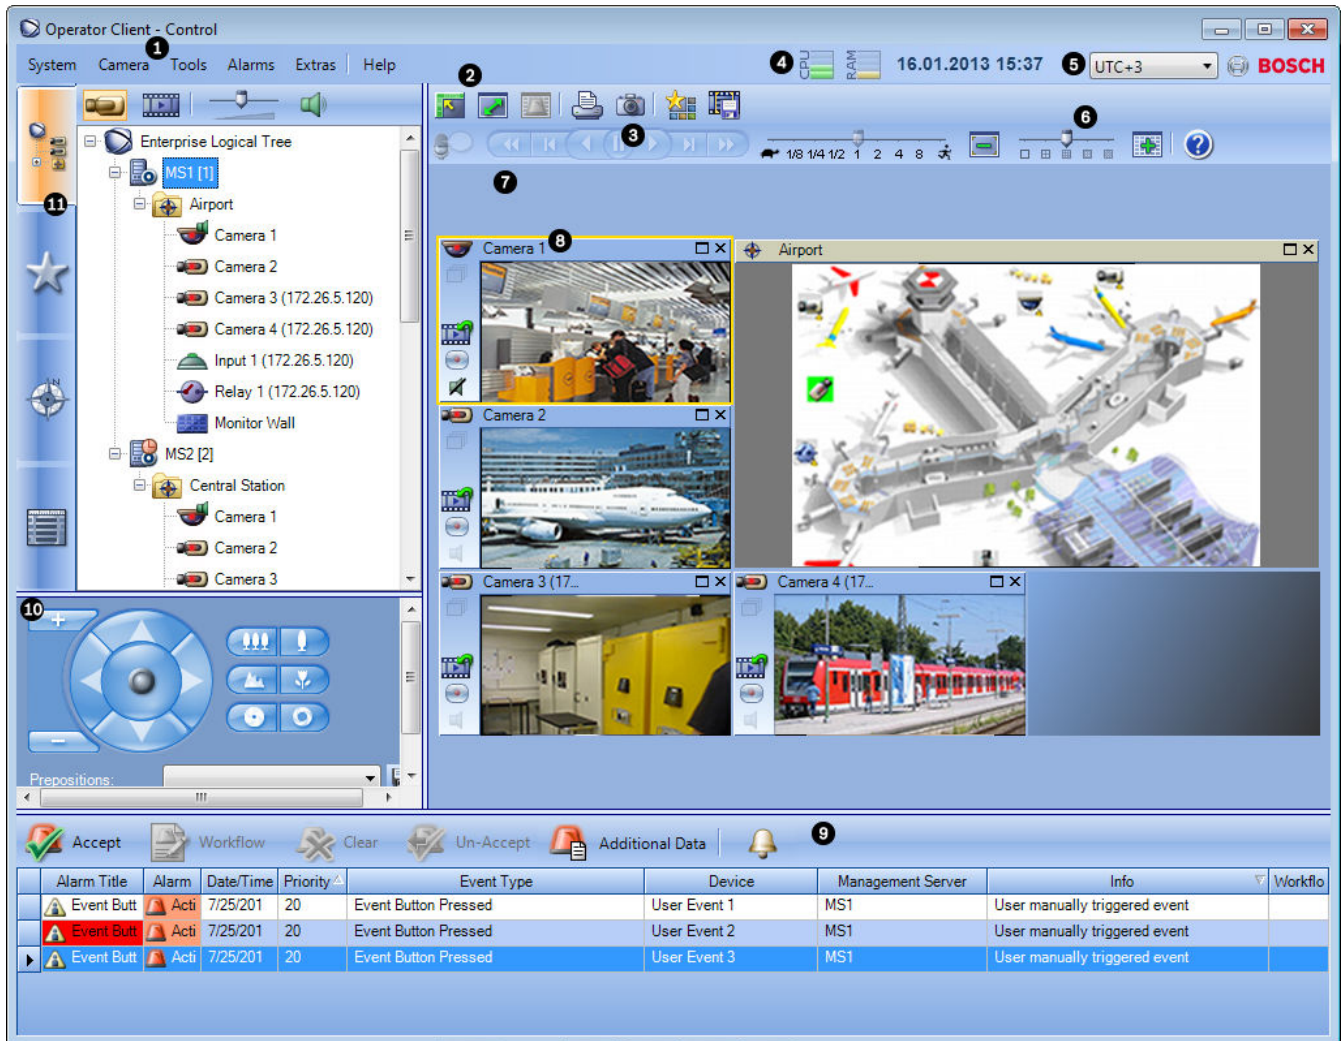 Operator Client - Control
1
System Camera Tools Alarms Extras Help
4 CPU RAM 16.01.2013 15:37 5 UTC+3 BOSCH
2
3
1/8 1/4 1/2 1 2 4 8
6
7
11
Enterprise Logical Tree
MS1 [1]
Airport
Camera 1
Camera 2
Camera 3 (172.26.5.120)
Camera 4 (172.26.5.120)
Input 1 (172.26.5.120)
Relay 1 (172.26.5.120)
Monitor Wall
MS2 [2]
Central Station
Camera 1
Camera 2
Camera 3
Camera 1 8
Airport
Camera 2
Camera 3 (17...
Camera 4 (17...
10
Prepositions:
Accept Workflow Clear Un-Accept Additional Data 9
Alarm Title Alarm Date/Time Priority Event Type Device Management Server Info Workflo
Event Butt Acti 7/25/201 20 Event Button Pressed User Event 1 MS1 User manually triggered event
Event Butt Acti 7/25/201 20 Event Button Pressed User Event 2 MS1 User manually triggered event
Event Butt Acti 7/25/201 20 Event Button Pressed User Event 3 MS1 User manually triggered event